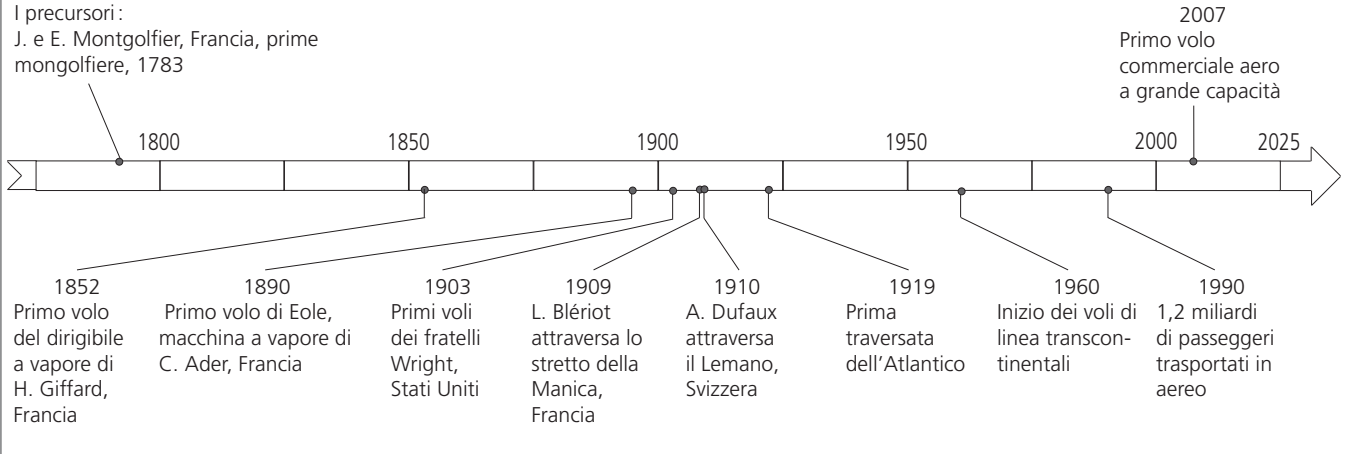 I precursori :
J. e E. Montgolfier, Francia, prime
mongolfiere, 1783
2007
Primo volo
commerciale aero
a grande capacità
1800
1850
1900
1950
2000
2025
1852
Primo volo
del dirigibile
a vapore di
H. Giffard,
Francia
1890
Primo volo di Eole,
macchina a vapore di
C. Ader, Francia
1903
Primi voli
dei fratelli
Wright,
Stati Uniti
1909
L. Blériot
attraversa lo
stretto della
Manica,
Francia
1910
A. Dufaux
attraversa
il Lemano,
Svizzera
1919
Prima
traversata
dell’Atlantico
1960
Inizio dei voli di
linea transcon-
tinentali
1990
1,2 miliardi
di passeggeri
trasportati in
aereo